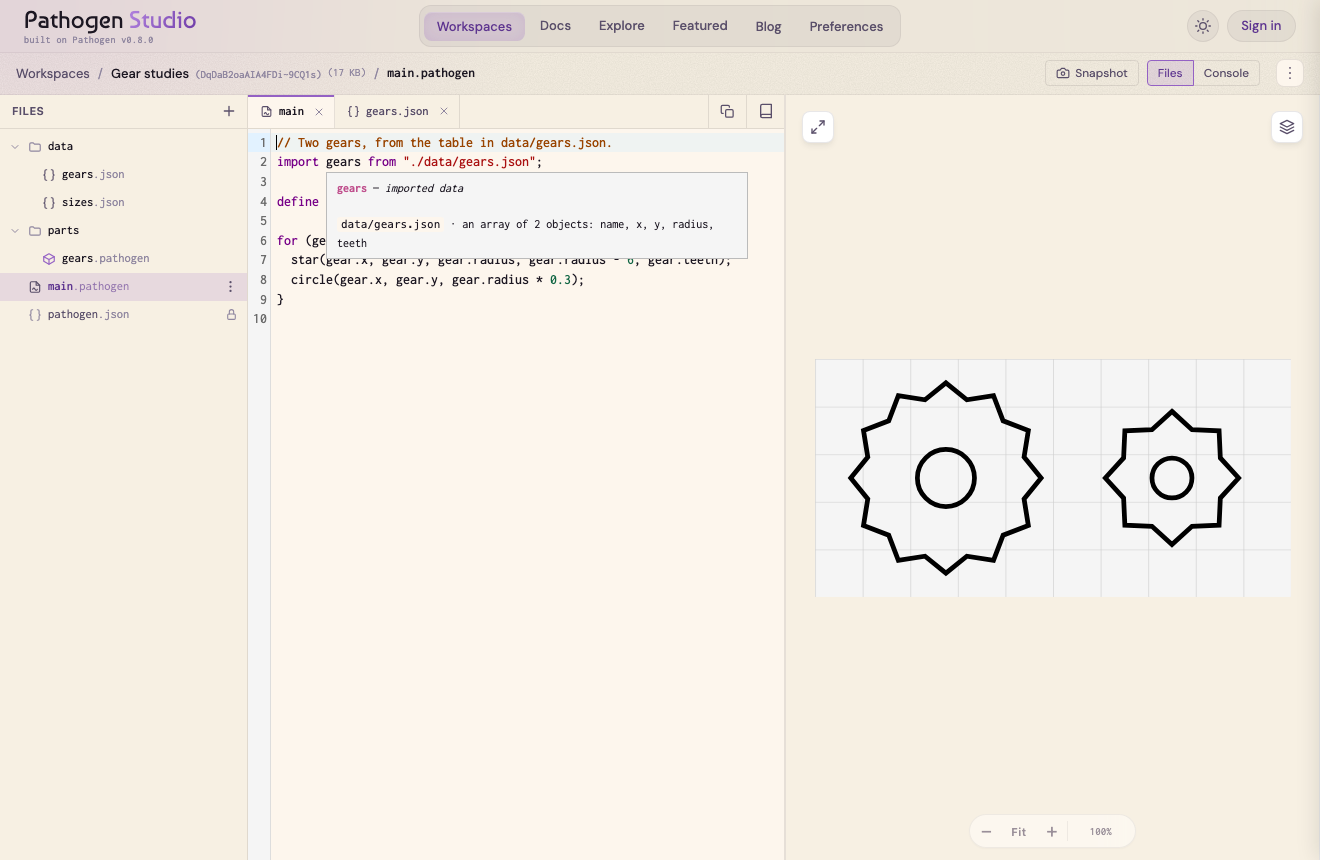 Pathogen Studio
built on Pathogen v0.8.0
Workspaces
Docs
Explore
Featured
Blog
Preferences
Sign in
Workspaces / Gear studies (DqDaB2oaAIA4FDi-9CQ1s) (17 KB) / main.pathogen
Snapshot
Files
Console
FILES
main
{} gears.json
data
{} gears.json
{} sizes.json
parts
gears.pathogen
main.pathogen
{} pathogen.json
1 // Two gears, from the table in data/gears.json.
2 import gears from "./data/gears.json";
3
4 define
5
6 for (ge
7 star(gear.x, gear.y, gear.radius, gear.radius - 6, gear.teeth);
8 circle(gear.x, gear.y, gear.radius * 0.3);
9 }
10
gears — imported data
data/gears.json · an array of 2 objects: name, x, y, radius,
teeth
Fit
100%